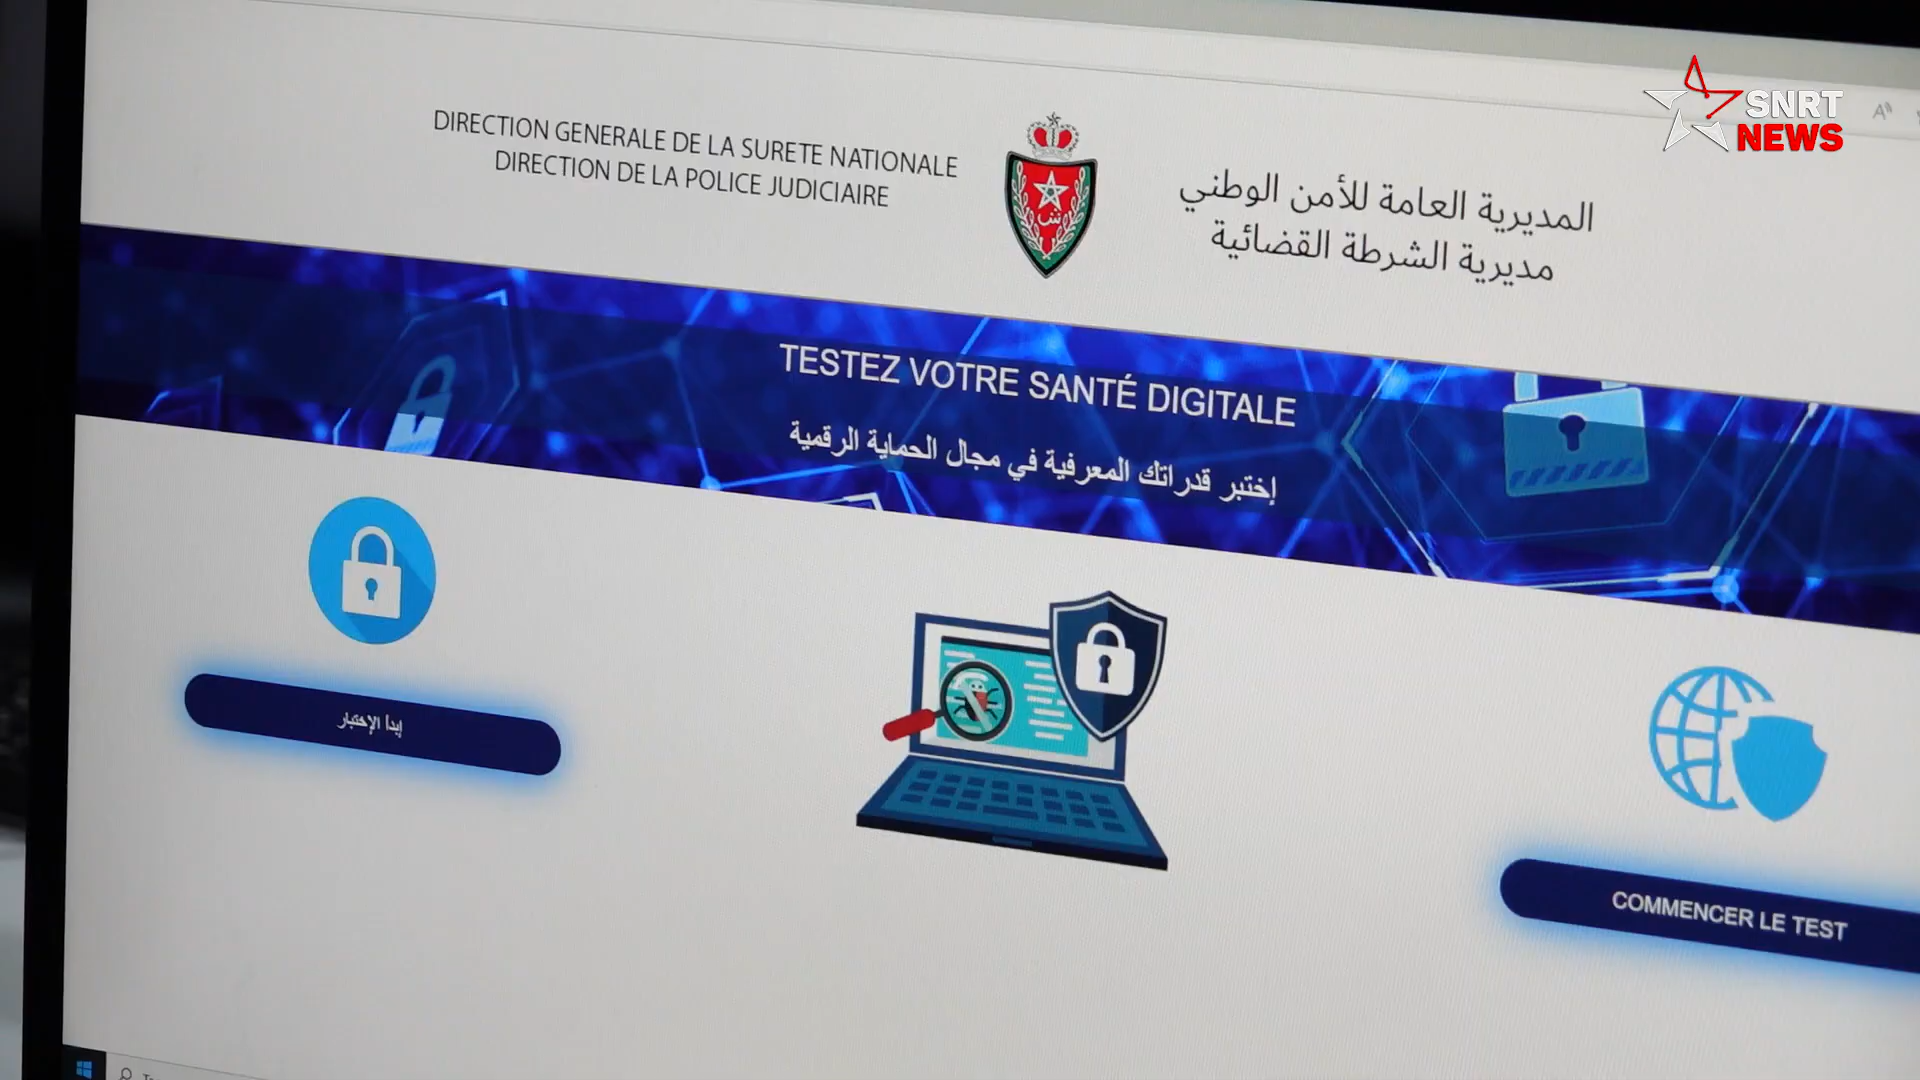 SNRT
NEWS
DIRECTION GENERALE DE LA SURETE NATIONALE
DIRECTION DE LA POLICE JUDICIAIRE
المديرية العامة للأمن الوطني
مديرية الشرطة القضائية
TESTEZ VOTRE SANTÉ DIGITALE
إختبر قدراتك المعرفية في مجال الحماية الرقمية
إبدأ الإختبار
COMMENCER LE TEST